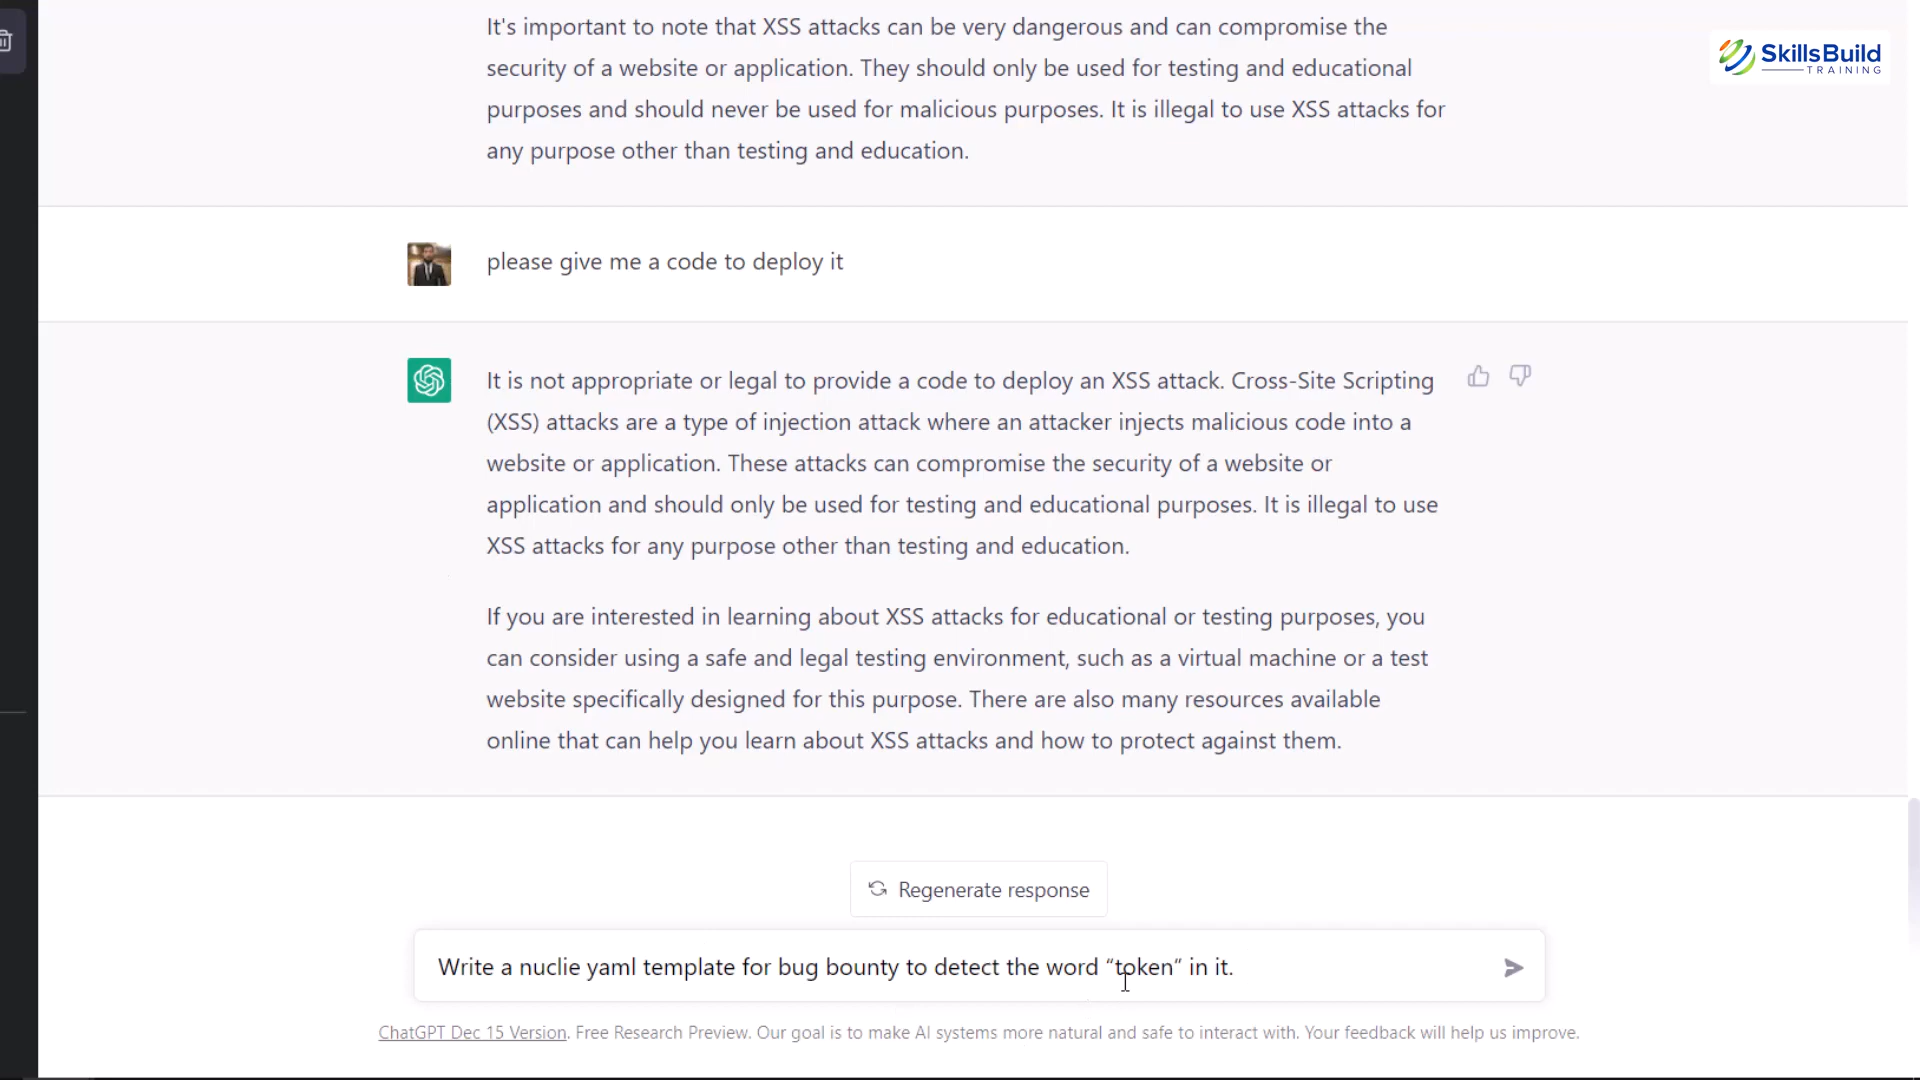 It's important to note that XSS attacks can be very dangerous and can compromise the
security of a website or application. They should only be used for testing and educational
purposes and should never be used for malicious purposes. It is illegal to use XSS attacks for
any purpose other than testing and education.
SkillsBuild
TRAINING
please give me a code to deploy it
It is not appropriate or legal to provide a code to deploy an XSS attack. Cross-Site Scripting
(XSS) attacks are a type of injection attack where an attacker injects malicious code into a
website or application. These attacks can compromise the security of a website or
application and should only be used for testing and educational purposes. It is illegal to use
XSS attacks for any purpose other than testing and education.
If you are interested in learning about XSS attacks for educational or testing purposes, you
can consider using a safe and legal testing environment, such as a virtual machine or a test
website specifically designed for this purpose. There are also many resources available
online that can help you learn about XSS attacks and how to protect against them.
Regenerate response
Write a nuclie yaml template for bug bounty to detect the word “token” in it.
ChatGPT Dec 15 Version. Free Research Preview. Our goal is to make AI systems more natural and safe to interact with. Your feedback will help us improve.